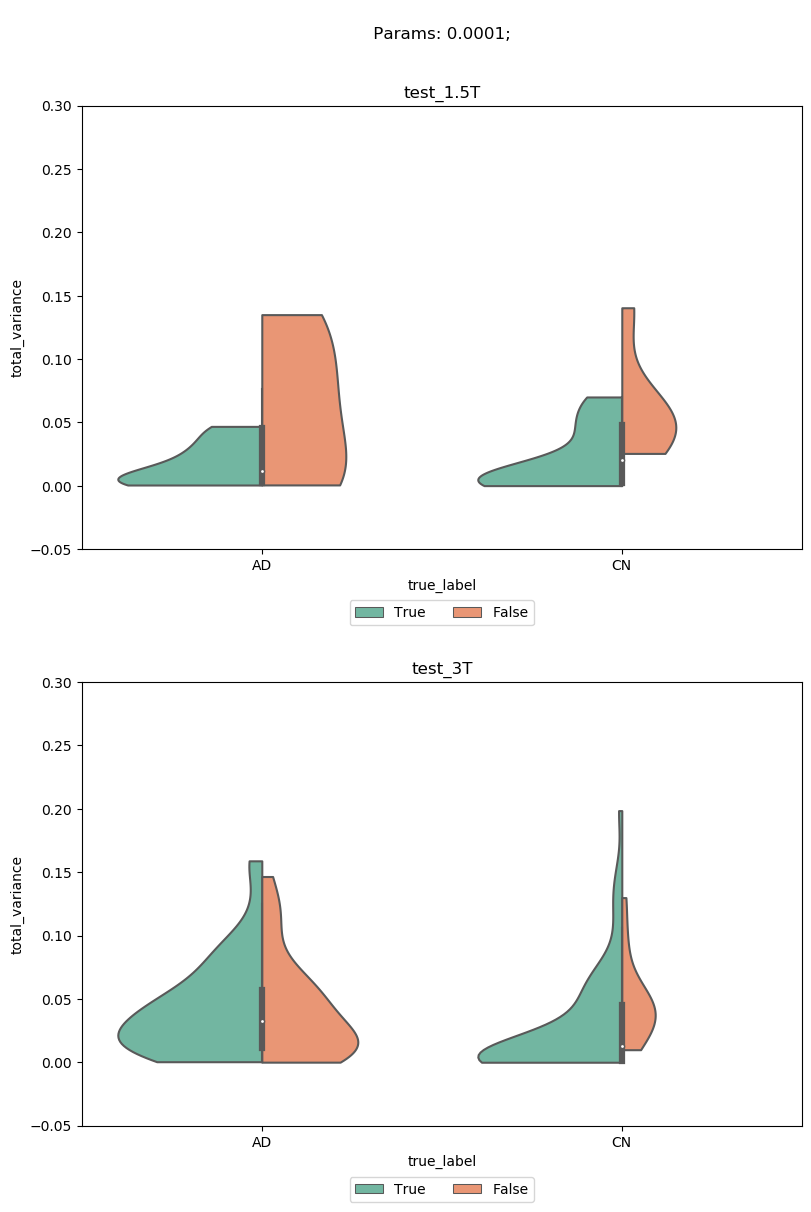 Params: 0.0001;
test_1.5T
0.30
0.25
0.20
0.15
0.10
0.05
0.00
−0.05
total_variance
AD CN
true_label
True False
test_3T
0.30
0.25
0.20
0.15
0.10
0.05
0.00
−0.05
total_variance
AD CN
true_label
True False